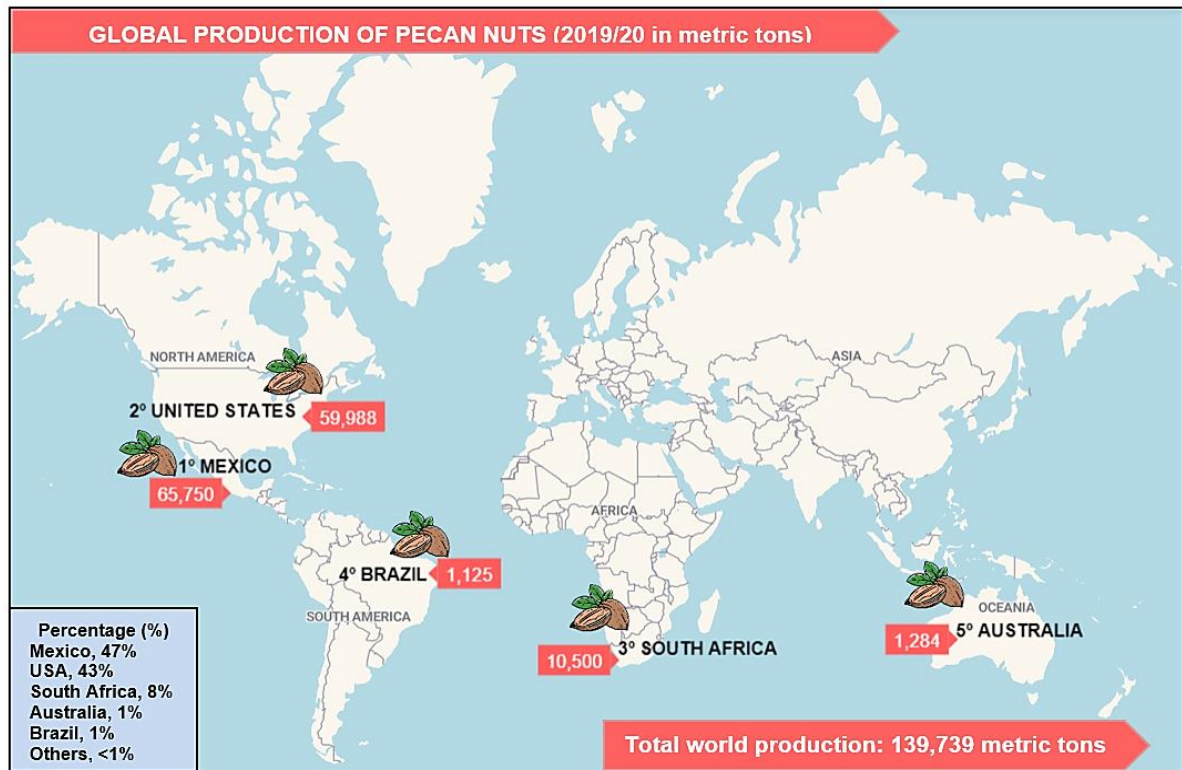 GLOBAL PRODUCTION OF PECAN NUTS (2019/20 in metric tons)
NORTH AMERICA
ASIA
2º UNITED STATES
59,988
1º MEXICO
65,750
AFRICA
4º BRAZIL
1,125
SOUTH AMERICA
OCEANIA
5º AUSTRALIA
1,284
3º SOUTH AFRICA
10,500
Percentage (%)
Mexico, 47%
USA, 43%
South Africa, 8%
Australia, 1%
Brazil, 1%
Others, <1%
Total world production: 139,739 metric tons